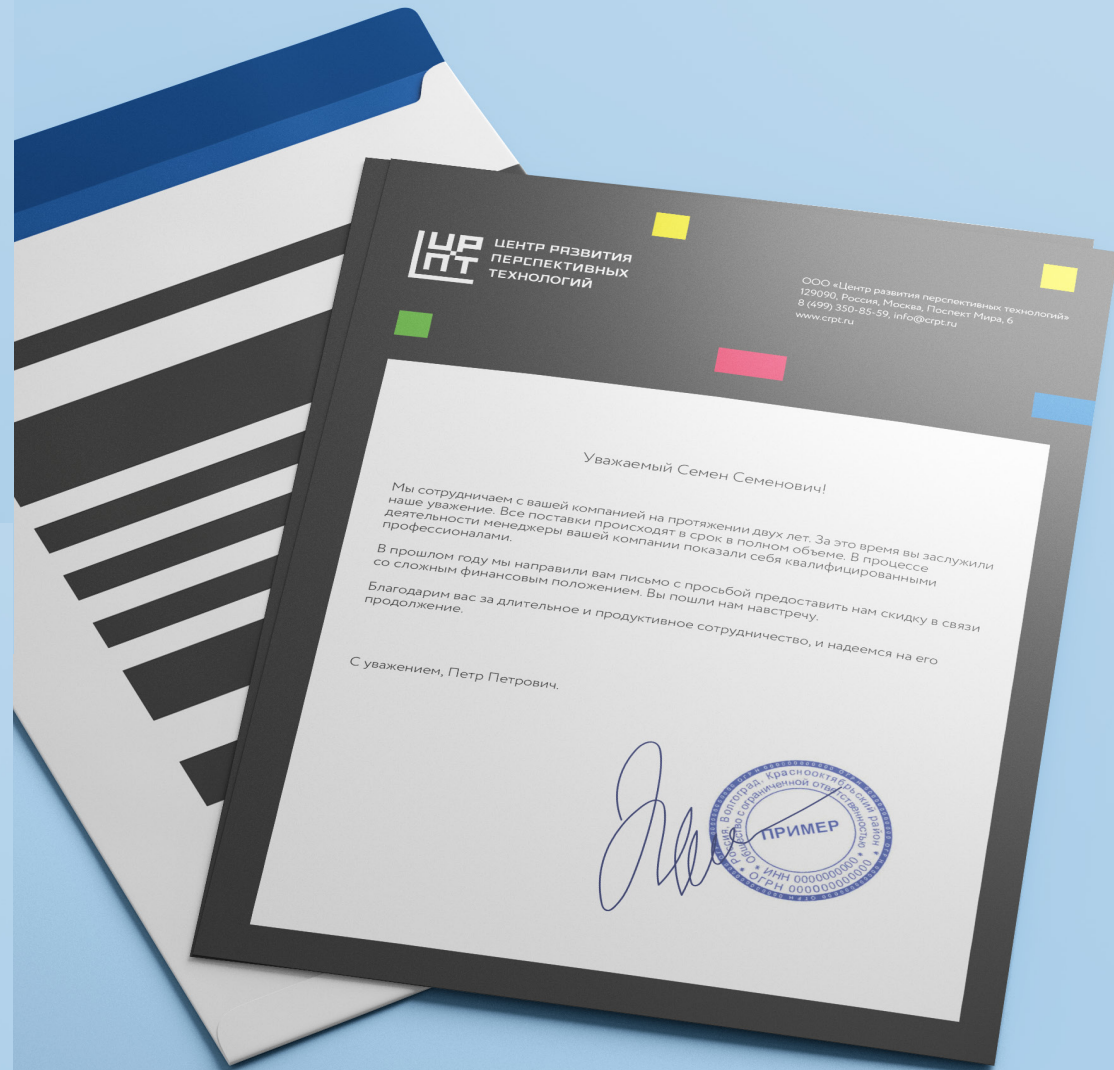 ЦРПТ
ЦЕНТР РАЗВИТИЯ
ПЕРСПЕКТИВНЫХ
ТЕХНОЛОГИЙ
ООО «Центр развития перспективных технологий»
129090, Россия, Москва, Поспект Мира, 6
8 (499) 350-85-59, info@crpt.ru
www.crpt.ru
Уважаемый Семен Семенович!
Мы сотрудничаем с вашей компанией на протяжении двух лет. За это время вы заслужили
наше уважение. Все поставки происходят в срок в полном объеме. В процессе
деятельности менеджеры вашей компании показали себя квалифицированными
профессионалами.
В прошлом году мы направили вам письмо с просьбой предоставить нам скидку в связи
со сложным финансовым положением. Вы пошли нам навстречу.
Благодарим вас за длительное и продуктивное сотрудничество, и надеемся на его
продолжение.
С уважением, Петр Петрович.
Россия, Волгоград, Краснооктябрьский район
ОГРН 0000000000000
Общество с ограниченной ответственностью
ИНН 0000000000
ПРИМЕР